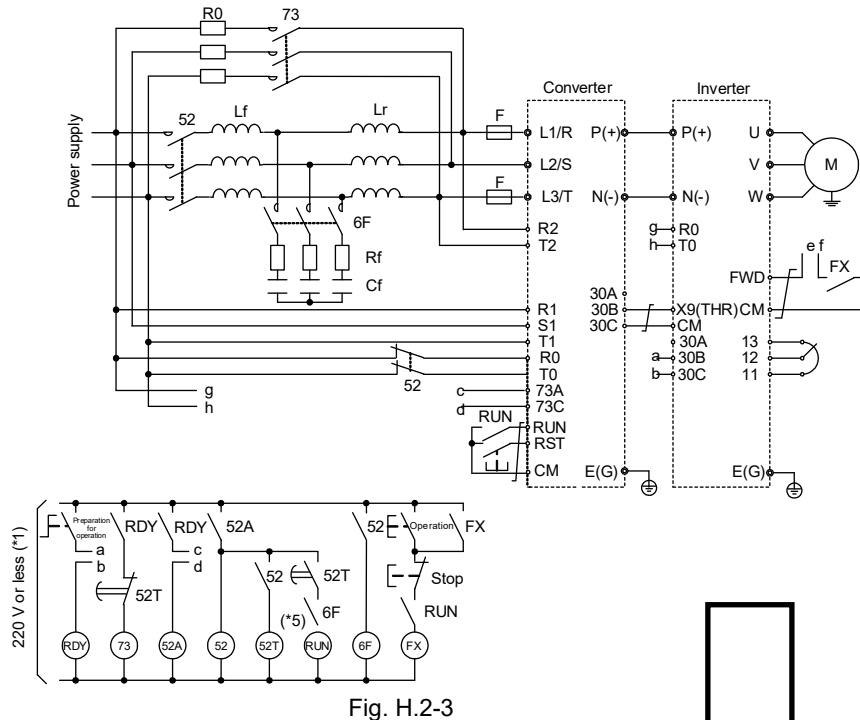 R0 73
52 Lf Lr F
F
Power supply
6F
Rf
Cf
52
g
h
Converter Inverter
L1/R P(+) P(+) U
L2/S V
L3/T N(-) N(-) W
M
R2 g R0
T2 h T0
e f
FWD FX
30A
R1 30B X9(THR) CM
S1 30C CM
T1 30A 13
R0 a 30B 12
T0 b 30C 11
c 73A
d 73C
RUN RUN
RST
CM E(G) E(G)
220 V or less (*1)
Preparation for operation RDY RDY 52A 52 Operation FX
a c
b d
52T 52 52T Stop
(*5) 6F RUN
RDY 73 52A 52 52T RUN 6F FX
Fig. H.2-3